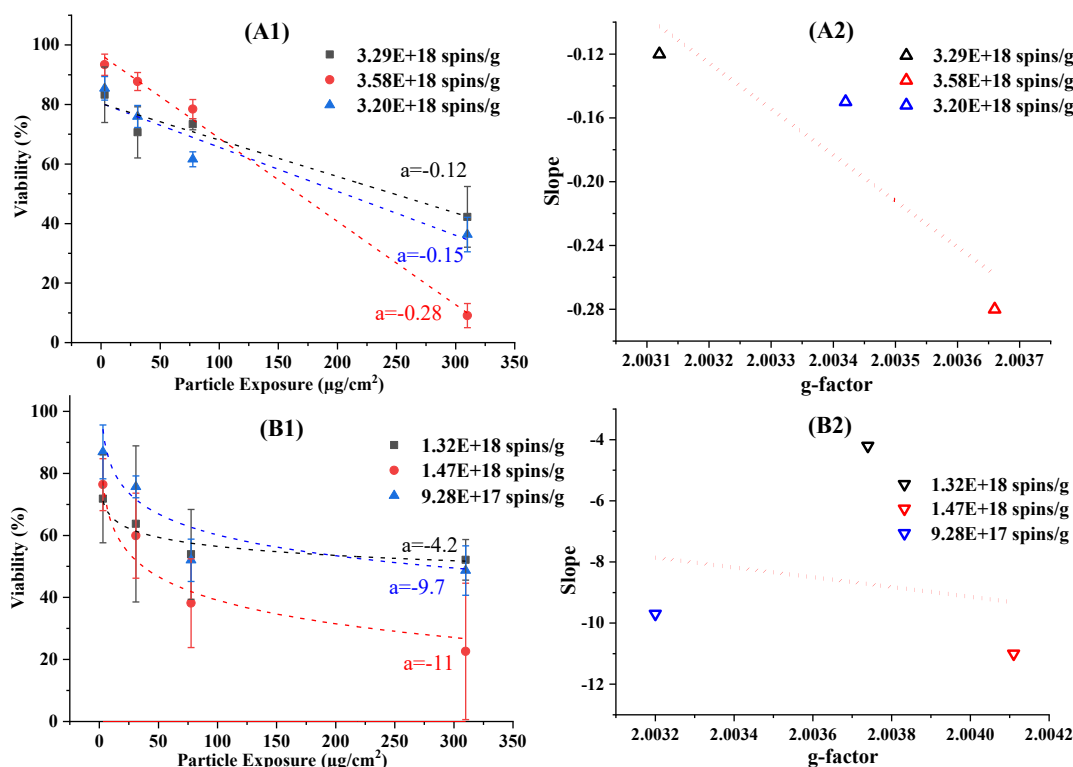 (A1)
3.29E+18 spins/g
3.58E+18 spins/g
3.20E+18 spins/g
a=-0.12
a=-0.15
a=-0.28
100
80
60
40
20
0
Viability (%)
0 50 100 150 200 250 300 350
Particle Exposure (µg/cm²)
(A2)
3.29E+18 spins/g
3.58E+18 spins/g
3.20E+18 spins/g
-0.12
-0.16
-0.20
-0.24
-0.28
Slope
2.0031 2.0032 2.0033 2.0034 2.0035 2.0036 2.0037
g-factor
(B1)
1.32E+18 spins/g
1.47E+18 spins/g
9.28E+17 spins/g
a=-4.2
a=-9.7
a=-11
100
80
60
40
20
0
Viability (%)
0 50 100 150 200 250 300 350
Particle Exposure (µg/cm²)
(B2)
1.32E+18 spins/g
1.47E+18 spins/g
9.28E+17 spins/g
-4
-6
-8
-10
-12
Slope
2.0032 2.0034 2.0036 2.0038 2.0040 2.0042
g-factor